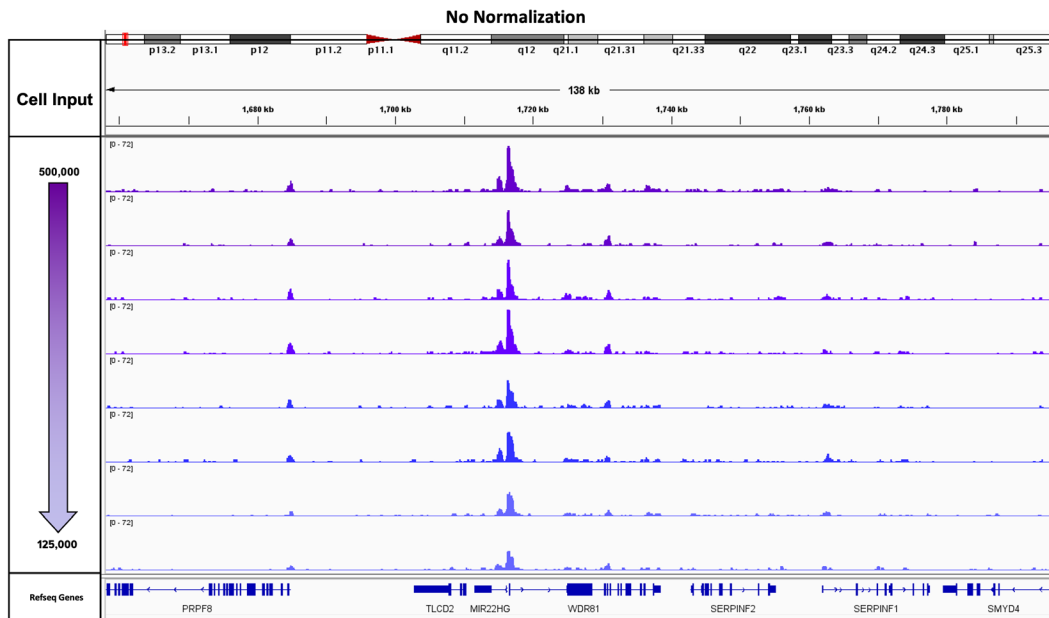 No Normalization
p13.2 p13.1 p12 p11.2 p11.1 q11.2 q12 q21.1 q21.31 q21.33 q22 q23.1 q23.3 q24.2 q24.3 q25.1 q25.3
Cell Input
138 kb
1,680 kb 1,700 kb 1,720 kb 1,740 kb 1,760 kb 1,780 kb
[0 - 72]
500,000
[0 - 72]
[0 - 72]
[0 - 72]
[0 - 72]
[0 - 72]
[0 - 72]
[0 - 72]
125,000
Refseq Genes
PRPF8 TLCD2 MIR22HG WDR81 SERPINF2 SERPINF1 SMYD4